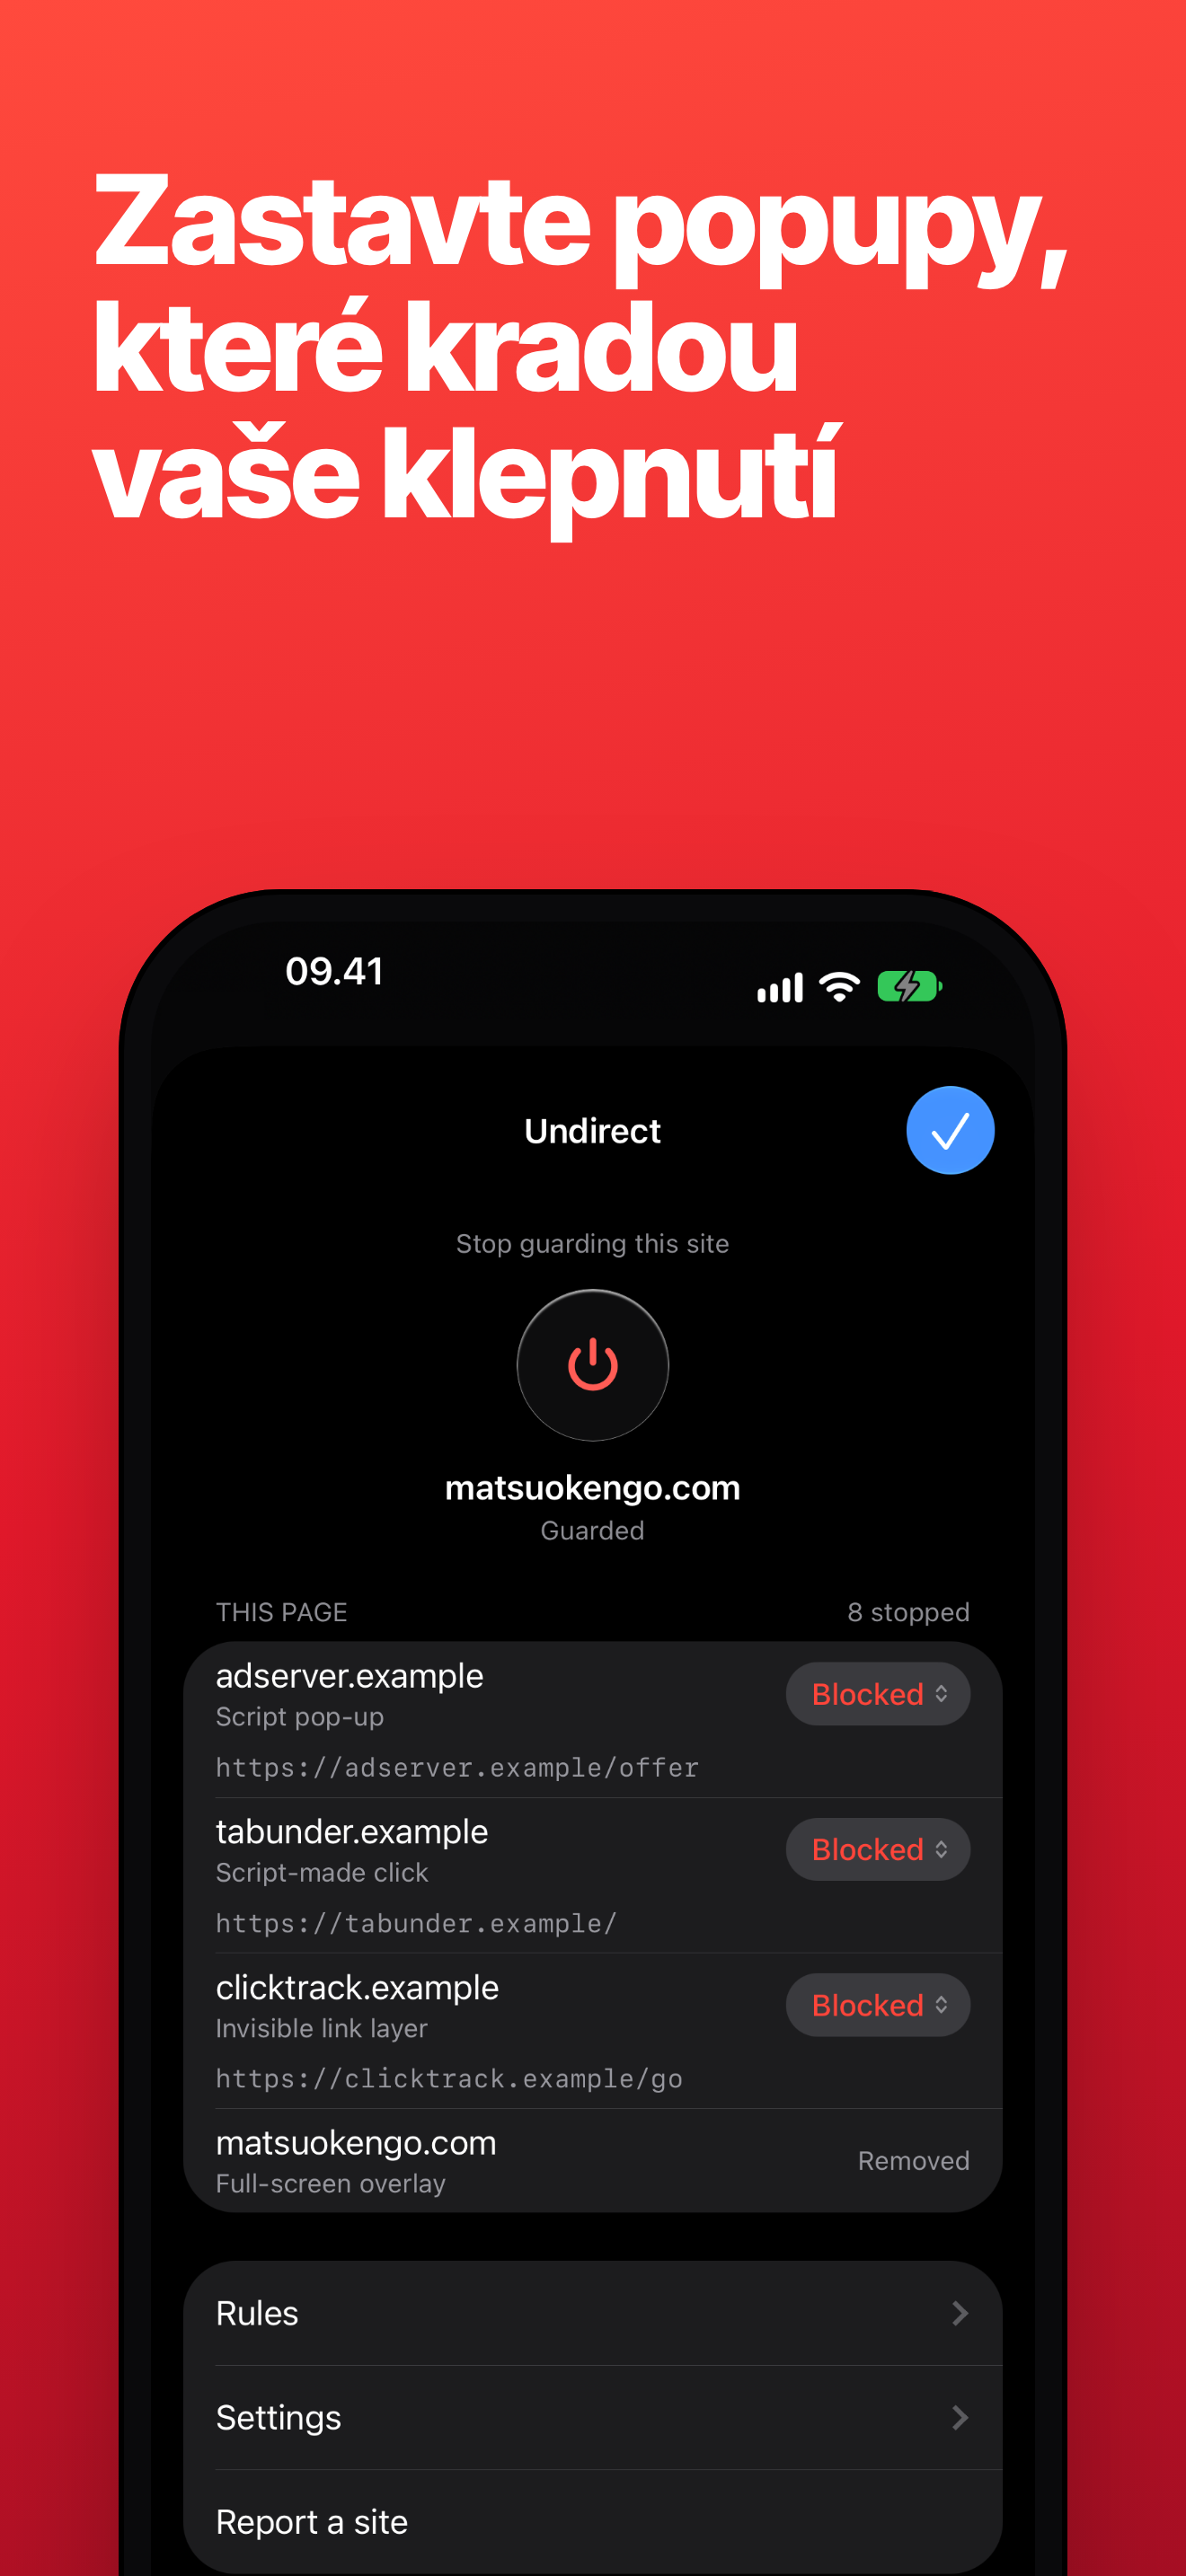 Zastavte popupy,
které kradou
vaše klepnutí
09.41
Undirect
Stop guarding this site
matsuokengo.com
Guarded
THIS PAGE 8 stopped
adserver.example Blocked
Script pop-up
https://adserver.example/offer
tabunder.example Blocked
Script-made click
https://tabunder.example/
clicktrack.example Blocked
Invisible link layer
https://clicktrack.example/go
matsuokengo.com Removed
Full-screen overlay
Rules
Settings
Report a site